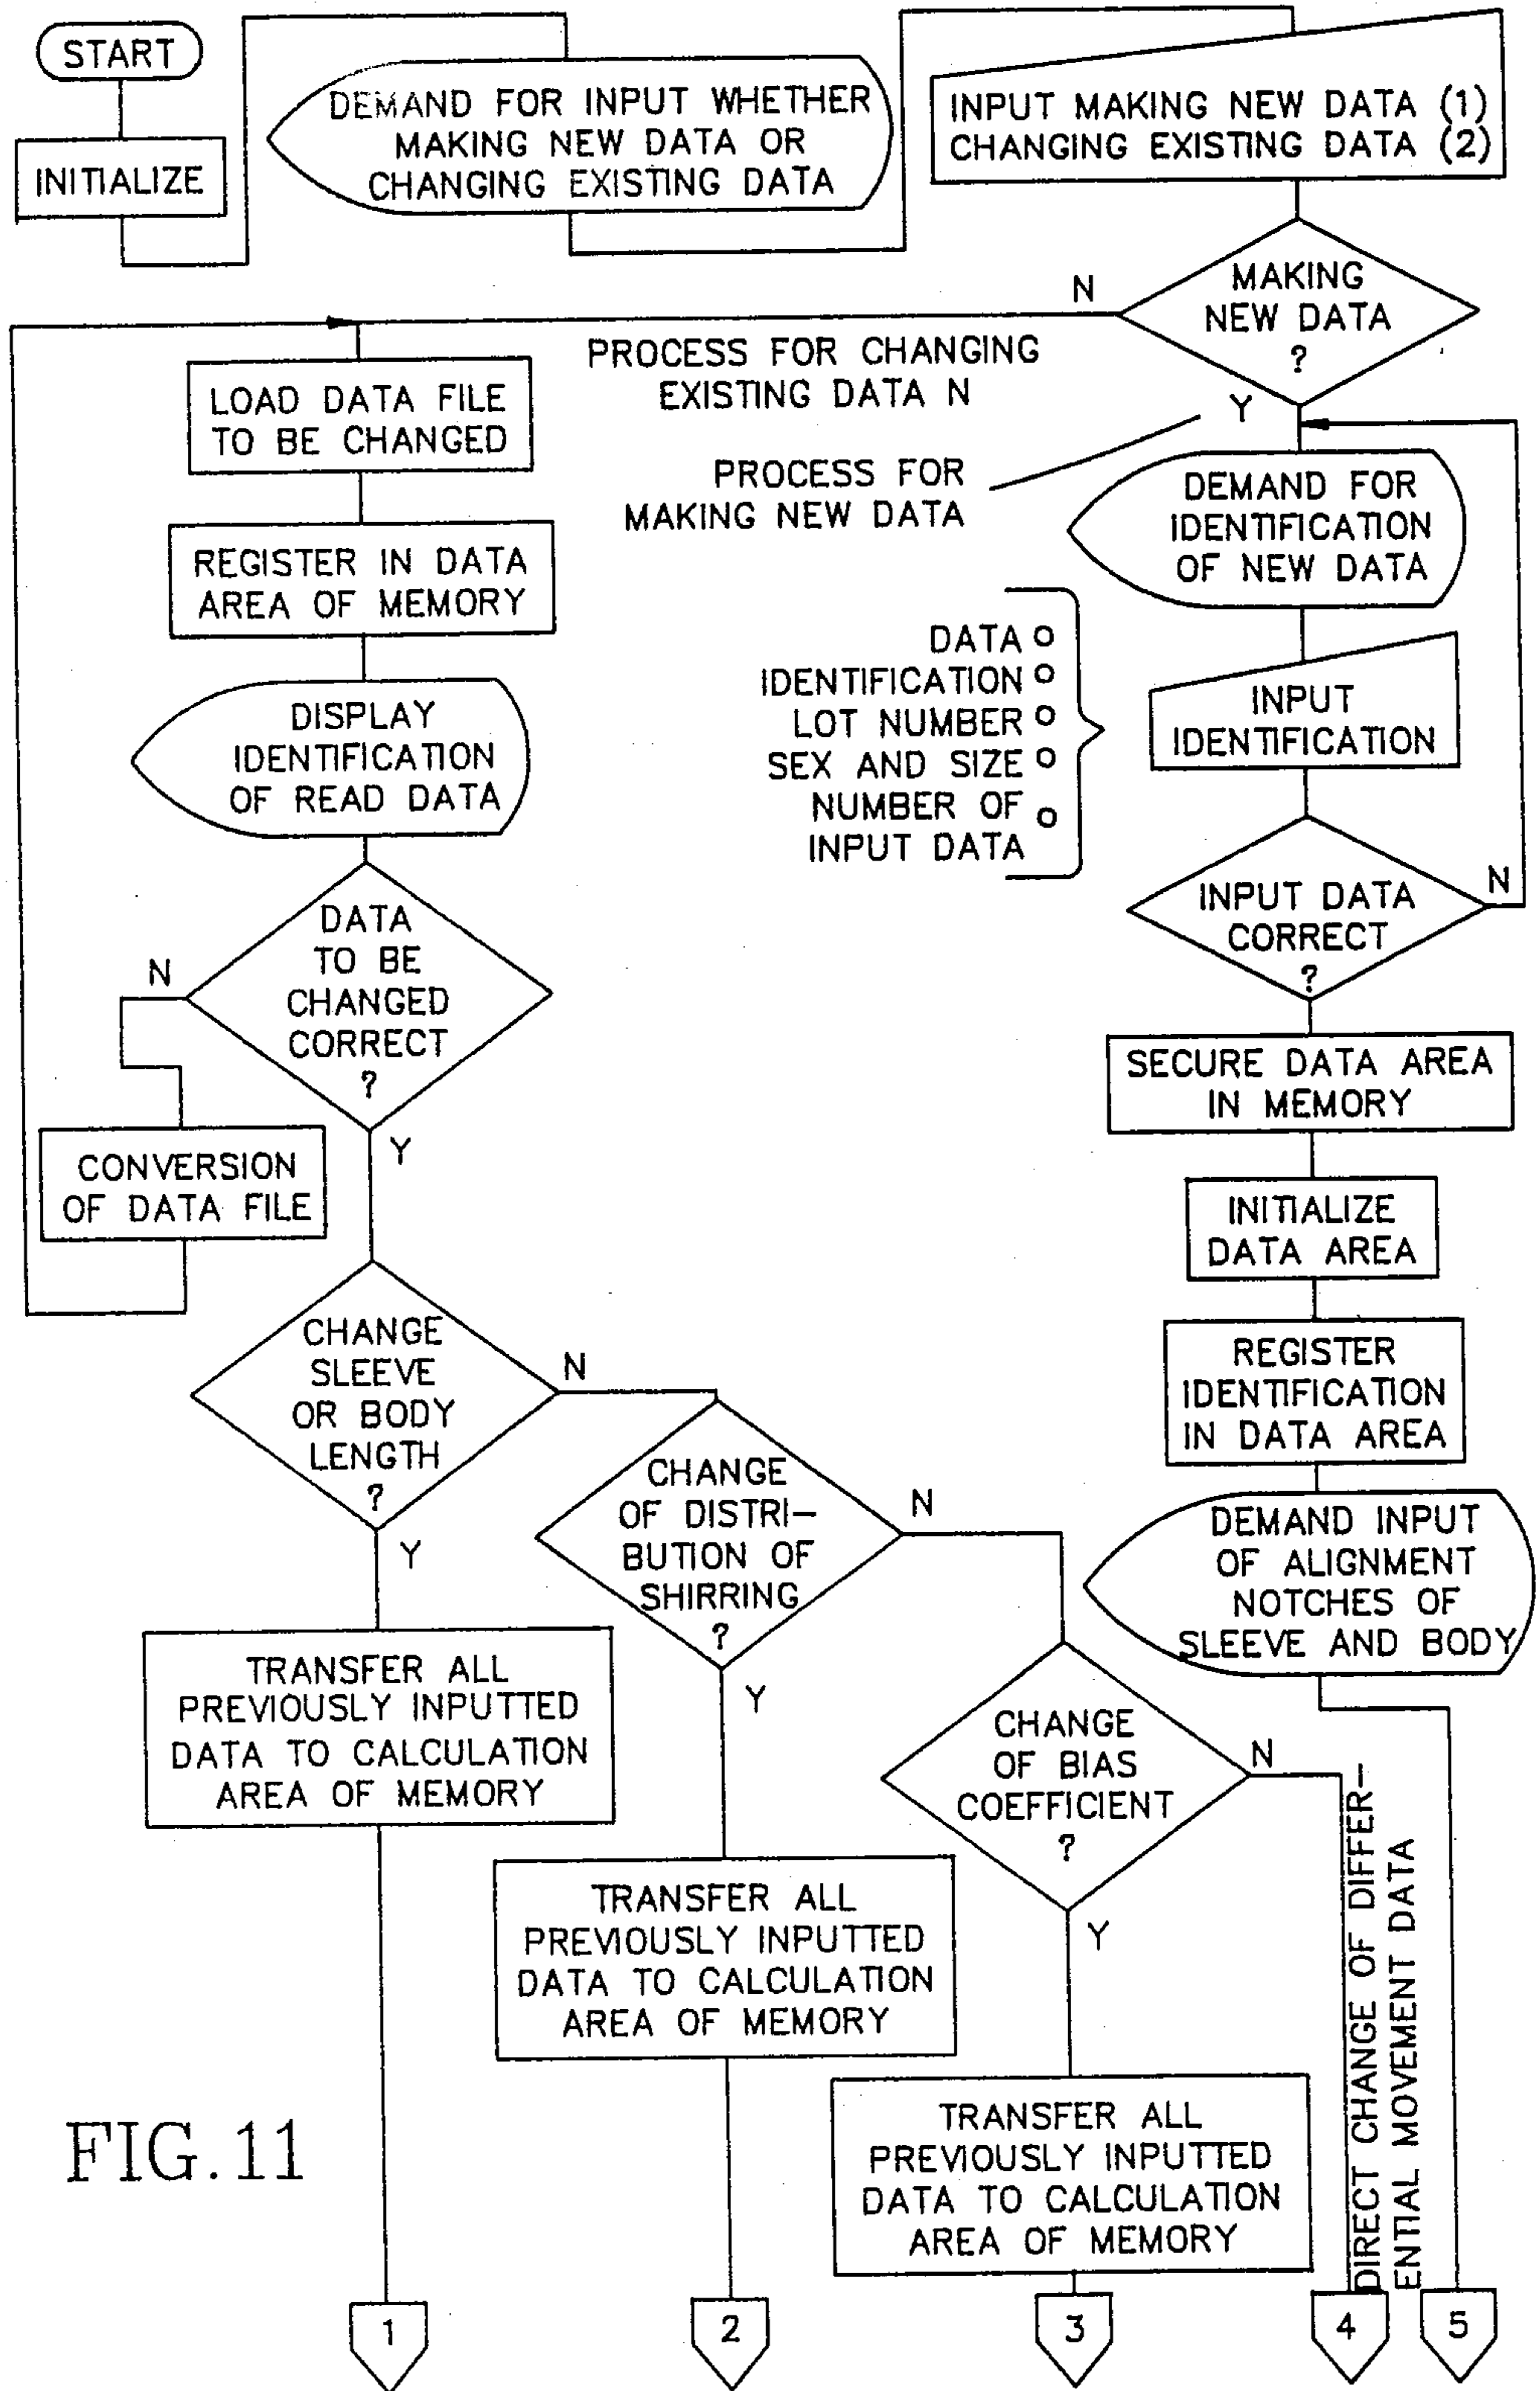 START
INITIALIZE
DEMAND FOR INPUT WHETHER
MAKING NEW DATA OR
CHANGING EXISTING DATA
INPUT MAKING NEW DATA (1)
CHANGING EXISTING DATA (2)
MAKING
NEW DATA
?
N
Y
PROCESS FOR CHANGING
EXISTING DATA N
PROCESS FOR
MAKING NEW DATA
LOAD DATA FILE
TO BE CHANGED
REGISTER IN DATA
AREA OF MEMORY
DISPLAY
IDENTIFICATION
OF READ DATA
DATA
TO BE
CHANGED
CORRECT
?
N
Y
CONVERSION
OF DATA FILE
CHANGE
SLEEVE
OR BODY
LENGTH
?
N
Y
TRANSFER ALL
PREVIOUSLY INPUTTED
DATA TO CALCULATION
AREA OF MEMORY
1
CHANGE
OF DISTRI-
BUTION OF
SHIRRING
?
N
Y
TRANSFER ALL
PREVIOUSLY INPUTTED
DATA TO CALCULATION
AREA OF MEMORY
2
CHANGE
OF BIAS
COEFFICIENT
?
N
Y
TRANSFER ALL
PREVIOUSLY INPUTTED
DATA TO CALCULATION
AREA OF MEMORY
3
DIRECT CHANGE OF DIFFER-
ENTIAL MOVEMENT DATA
4
DEMAND FOR
IDENTIFICATION
OF NEW DATA
DATA
IDENTIFICATION
LOT NUMBER
SEX AND SIZE
NUMBER OF
INPUT DATA
INPUT
IDENTIFICATION
INPUT DATA
CORRECT
?
N
SECURE DATA AREA
IN MEMORY
INITIALIZE
DATA AREA
REGISTER
IDENTIFICATION
IN DATA AREA
DEMAND INPUT
OF ALIGNMENT
NOTCHES OF
SLEEVE AND BODY
5
FIG.11